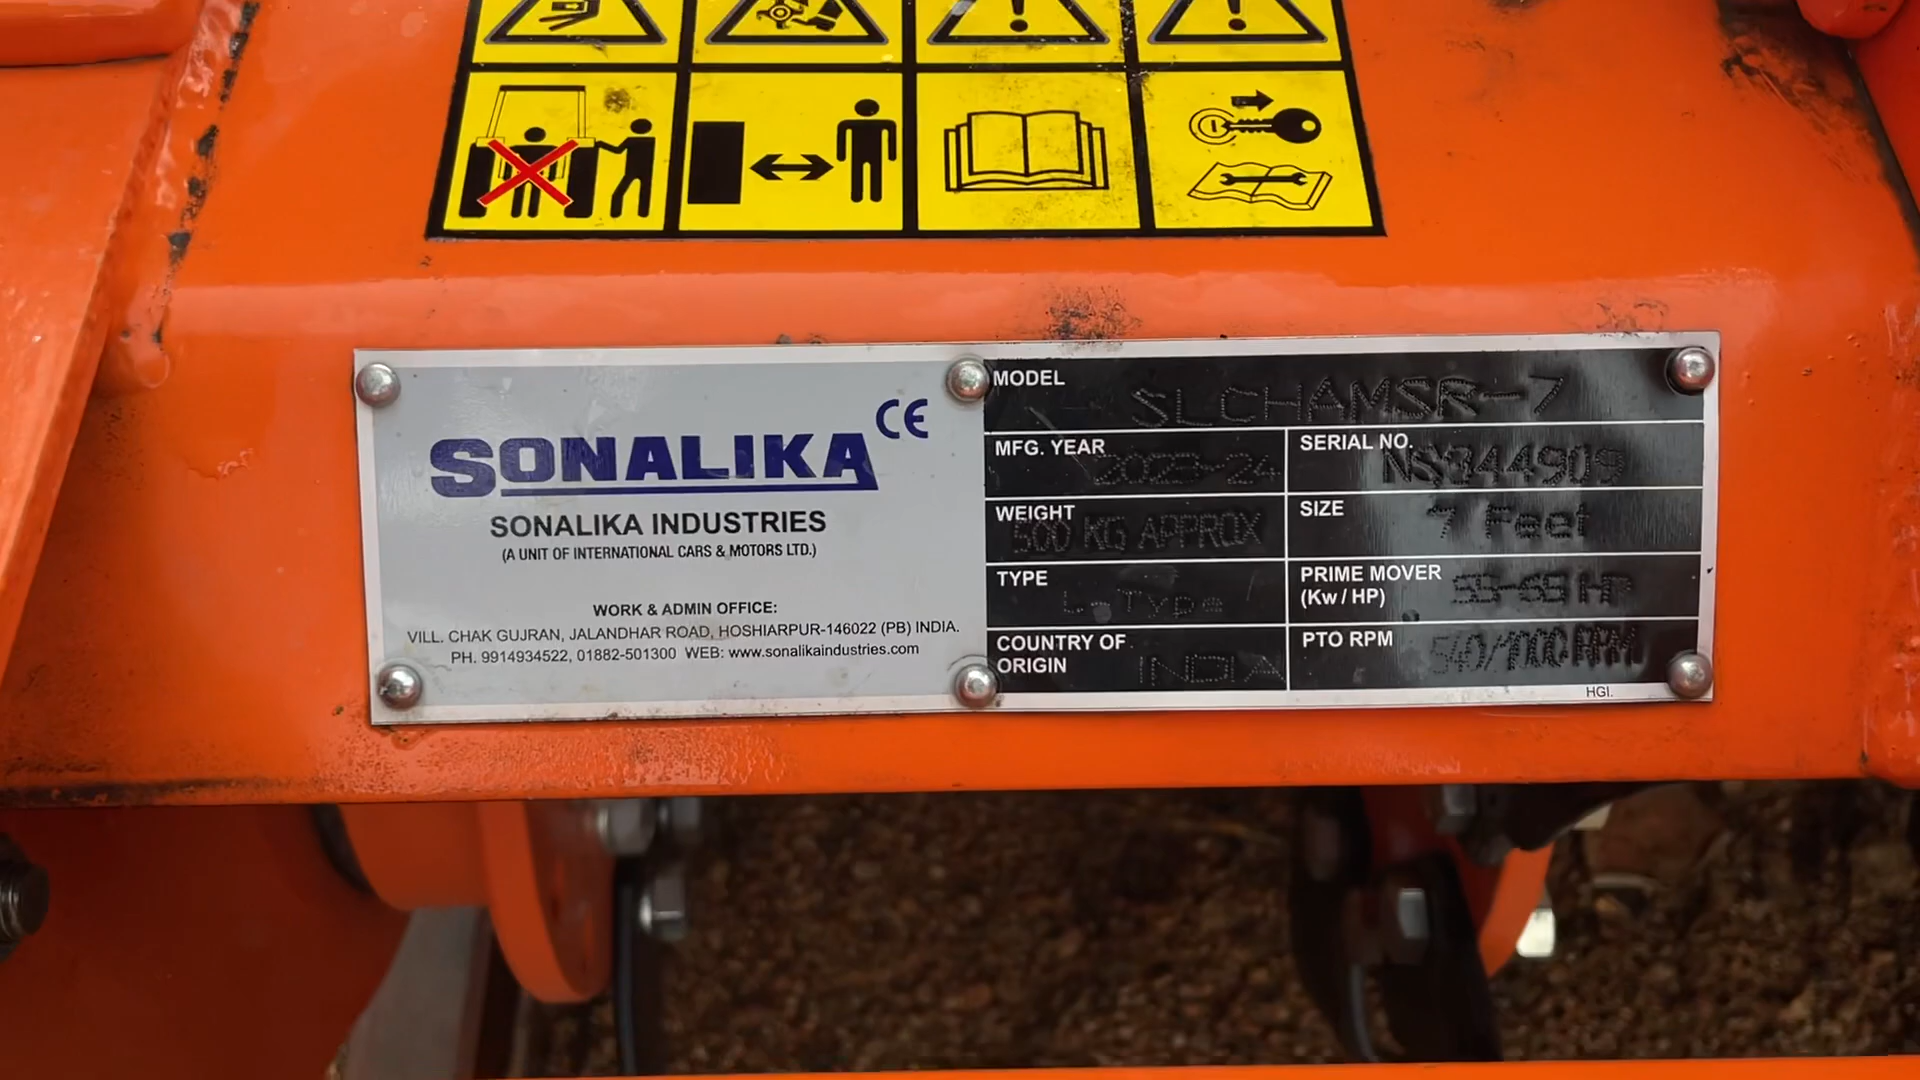 CE
SONALIKA
SONALIKA INDUSTRIES
(A UNIT OF INTERNATIONAL CARS & MOTORS LTD.)
WORK & ADMIN OFFICE:
VILL. CHAK GUJRAN, JALANDHAR ROAD, HOSHIARPUR-146022 (PB) INDIA.
PH. 9914934522, 01882-501300 WEB: www.sonalikaindustries.com
MODEL SLCHAMSR-7
MFG. YEAR 2023-24
SERIAL NO. NS344909
WEIGHT 500 KG APPROX
SIZE 7 Feet
TYPE L-Type
PRIME MOVER (Kw / HP) 55-65 HP
COUNTRY OF ORIGIN INDIA
PTO RPM 540/1000 RPM
HGI.